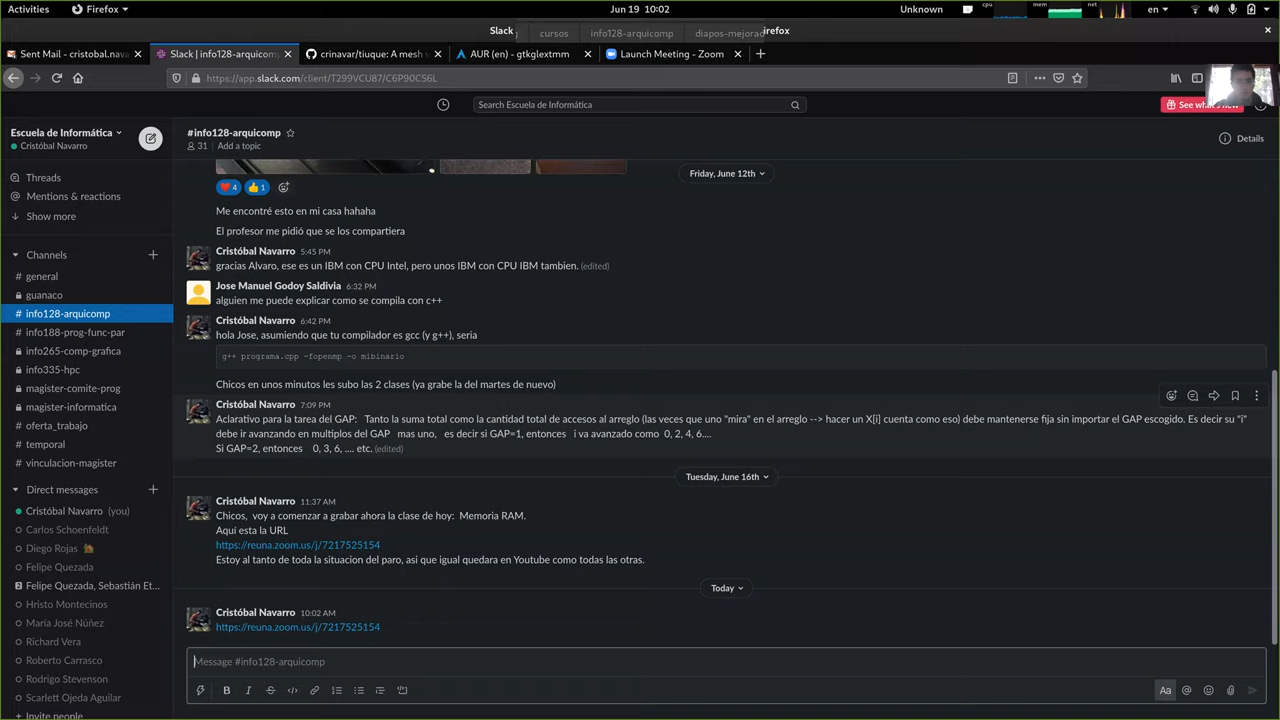 Activities
Firefox
Jun 19 10:02
Unknown
cpu
mem
net
en
Slack
cursos
info128-arquicomp
diapos-mejorad
irefox
Sent Mail - cristobal.nava
Slack | info128-arquicomp
crinavar/tiuque: A mesh v
AUR (en) - gtkglextmm
Launch Meeting - Zoom
https://app.slack.com/client/T299VCU87/C6P90CS6L
Search Escuela de Informática
See what's new
Escuela de Informática
Cristóbal Navarro
Threads
Mentions & reactions
Show more
Channels
# general
guanaco
# info128-arquicomp
# info188-prog-func-par
info265-comp-grafica
info335-hpc
magister-comite-prog
magister-informatica
# oferta_trabajo
# temporal
vinculacion-magister
Direct messages
Cristóbal Navarro (you)
Carlos Schoenfeldt
Diego Rojas
Felipe Quezada
2 Felipe Quezada, Sebastián Et...
Hristo Montecinos
María José Núñez
Richard Vera
Roberto Carrasco
Rodrigo Stevenson
Scarlett Ojeda Aguilar
+ Invite people
#info128-arquicomp
31
Add a topic
Details
Friday, June 12th
4
1
Me encontré esto en mi casa hahaha
El profesor me pidió que se los compartiera
Cristóbal Navarro 5:45 PM
gracias Alvaro, ese es un IBM con CPU Intel, pero unos IBM con CPU IBM tambien. (edited)
Jose Manuel Godoy Saldivia 6:32 PM
alguien me puede explicar como se compila con c++
Cristóbal Navarro 6:42 PM
hola Jose, asumiendo que tu compilador es gcc (y g++), seria
g++ programa.cpp -fopenmp -o mibinario
Chicos en unos minutos les subo las 2 clases (ya grabe la del martes de nuevo)
Cristóbal Navarro 7:09 PM
Aclarativo para la tarea del GAP: Tanto la suma total como la cantidad total de accesos al arreglo (las veces que uno "mira" en el arreglo --> hacer un X[i] cuenta como eso) debe mantenerse fija sin importar el GAP escogido. Es decir su "i"
debe ir avanzando en multiplos del GAP mas uno, es decir si GAP=1, entonces i va avanzado como 0, 2, 4, 6....
Si GAP=2, entonces 0, 3, 6, .... etc. (edited)
Tuesday, June 16th
Cristóbal Navarro 11:37 AM
Chicos, voy a comenzar a grabar ahora la clase de hoy: Memoria RAM.
Aqui esta la URL
https://reuna.zoom.us/j/7217525154
Estoy al tanto de toda la situacion del paro, asi que igual quedara en Youtube como todas las otras.
Today
Cristóbal Navarro 10:02 AM
https://reuna.zoom.us/j/7217525154
Message #info128-arquicomp
B
I
S
Aa